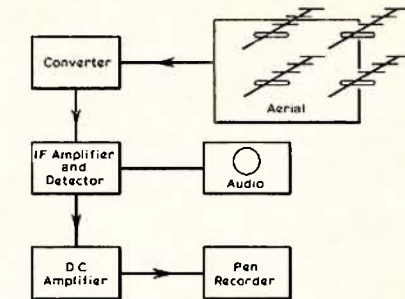 Converter
Aerial
IF Amplifier
and
Detector
Audio
DC
Amplifier
Pen
Recorder